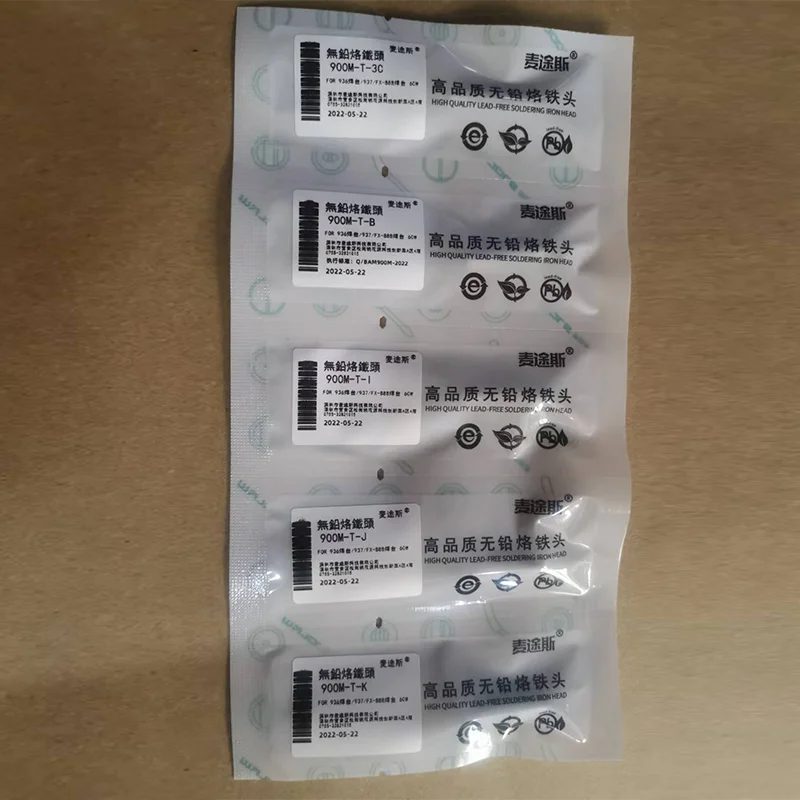 無鉛烙鐵頭 麦途斯®
900M-T-3C
FOR 936焊台/937/FX-888焊台 6CM
0755-32821015
2022-05-22
麦途斯®
高品质无铅烙铁头
HIGH QUALITY LEAD-FREE SOLDERING IRON HEAD
無鉛烙鐵頭 麦途斯®
900M-T-B
FOR 936焊台/937/FX-888焊台 6CM
0755-32821015
执行标准: Q/BAM900M-2022
2022-05-22
麦途斯®
高品质无铅烙铁头
HIGH QUALITY LEAD-FREE SOLDERING IRON HEAD
無鉛烙鐵頭 麦途斯®
900M-T-I
FOR 936焊台/937/FX-888焊台 6CM
0755-32821015
2022-05-22
麦途斯®
高品质无铅烙铁头
HIGH QUALITY LEAD-FREE SOLDERING IRON HEAD
無鉛烙鐵頭 麦途斯®
900M-T-J
FOR 936焊台/937/FX-888焊台 6CM
0755-32821015
2022-05-22
麦途斯®
高品质无铅烙铁头
HIGH QUALITY LEAD-FREE SOLDERING IRON HEAD
無鉛烙鐵頭 麦途斯®
900M-T-K
FOR 936焊台/937/FX-888焊台 6CM
0755-32821015
2022-05-22
麦途斯®
高品质无铅烙铁头
HIGH QUALITY LEAD-FREE SOLDERING IRON HEAD